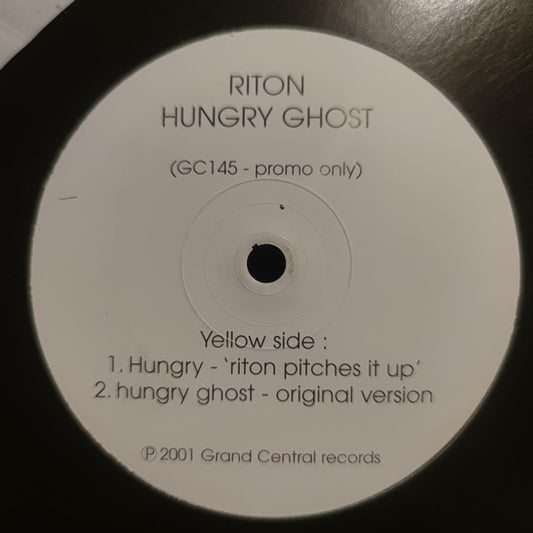 RITON
HUNGRY GHOST
(GC145 - promo only)
Yellow side :
1. Hungry - ‘riton pitches it up’
2. hungry ghost - original version
℗ 2001 Grand Central records